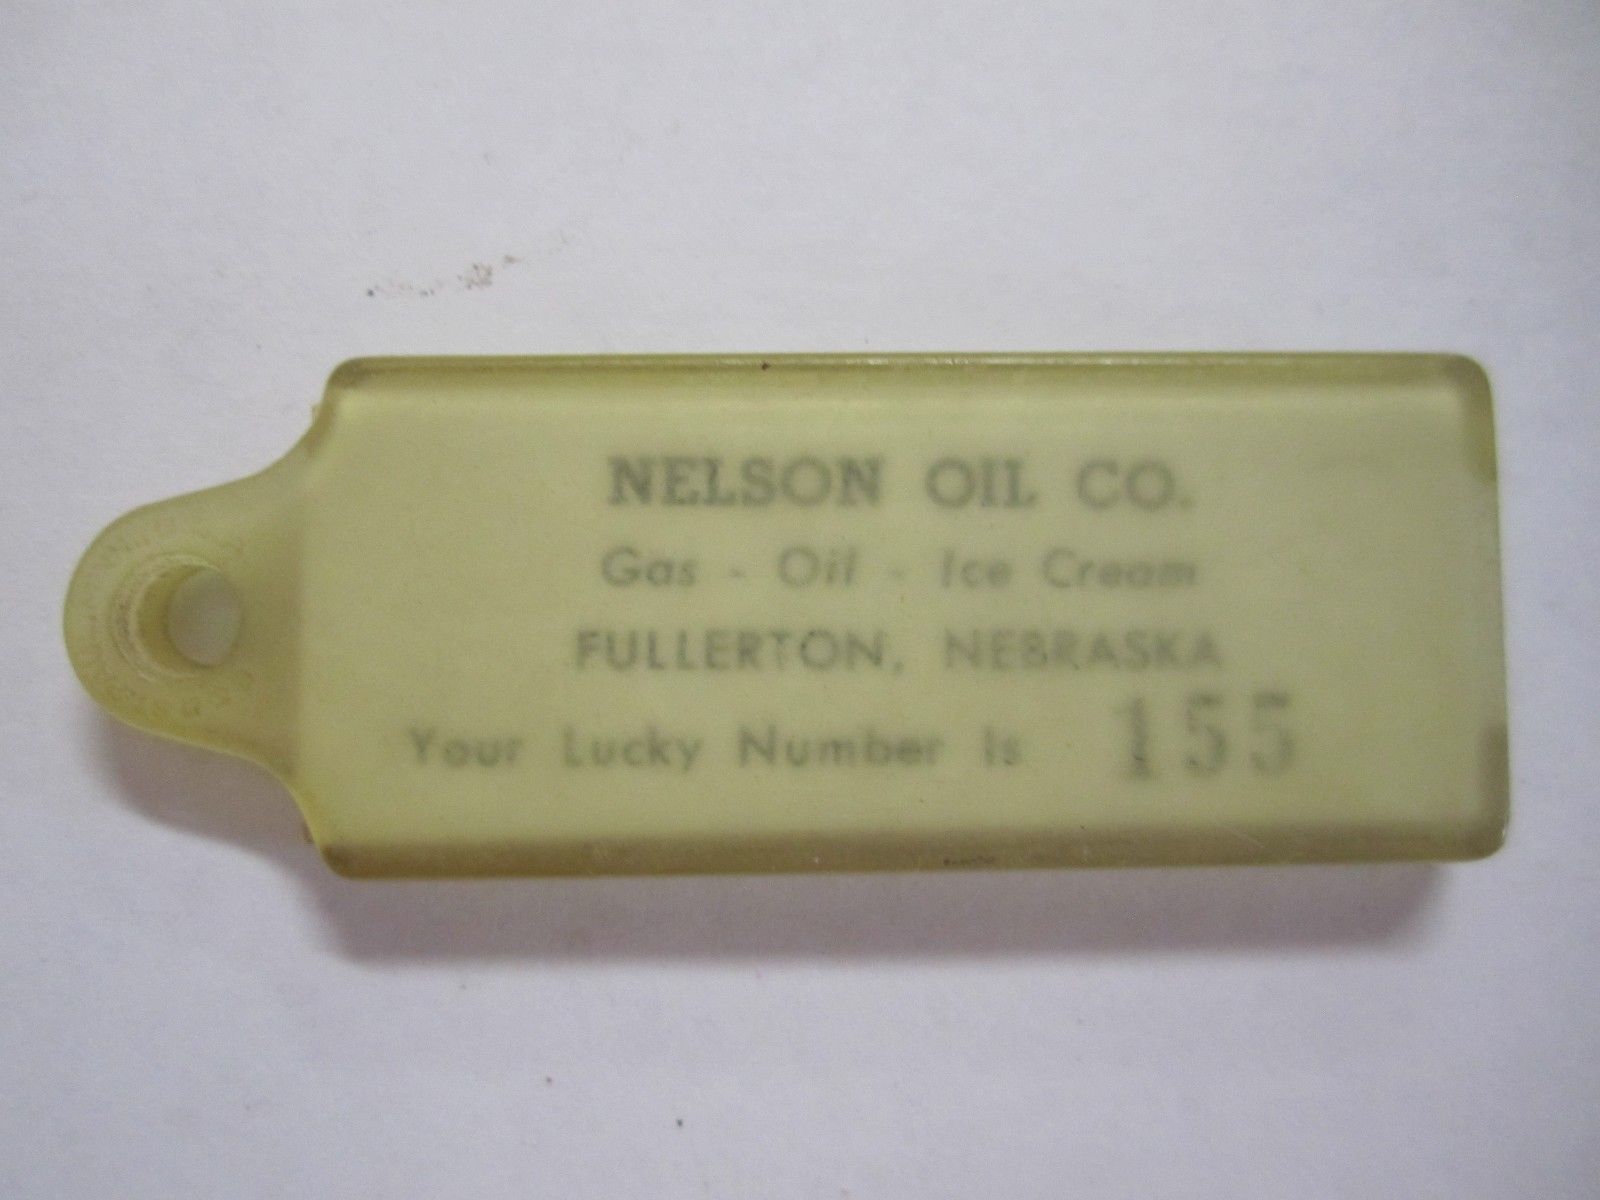 NELSON OIL CO.
Gas - Oil - Ice Cream
FULLERTON, NEBRASKA
Your Lucky Number Is 155